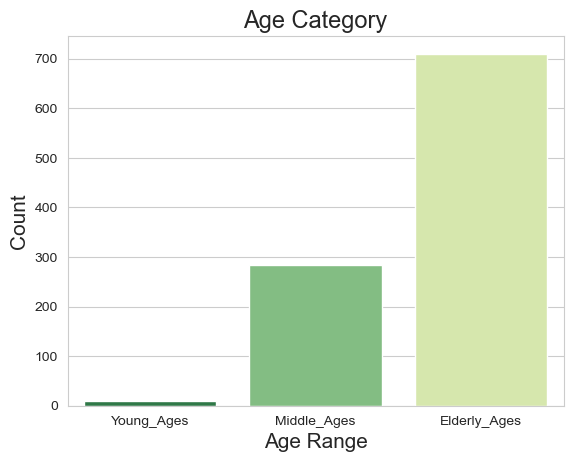 Age Category
Count
700
600
500
400
300
200
100
0
Young_Ages
Middle_Ages
Elderly_Ages
Age Range